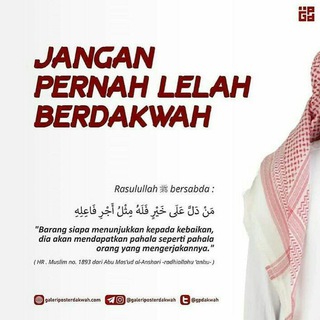 JANGAN
PERNAH LELAH
BERDAKWAH
Rasulullah ﷺ bersabda :
مَنْ دَلَّ عَلَى خَيْرٍ فَلَهُ مِثْلُ أَجْرِ فَاعِلِهِ
"Barang siapa menunjukkan kepada kebaikan,
dia akan mendapatkan pahala seperti pahala
orang yang mengerjakannya."
( HR . Muslim no. 1893 dari Abu Mas'ud al-Anshari -radhiallahu 'anhu- )
galeriposterdakwah.com @galeriposterdakwah @gpdakwah